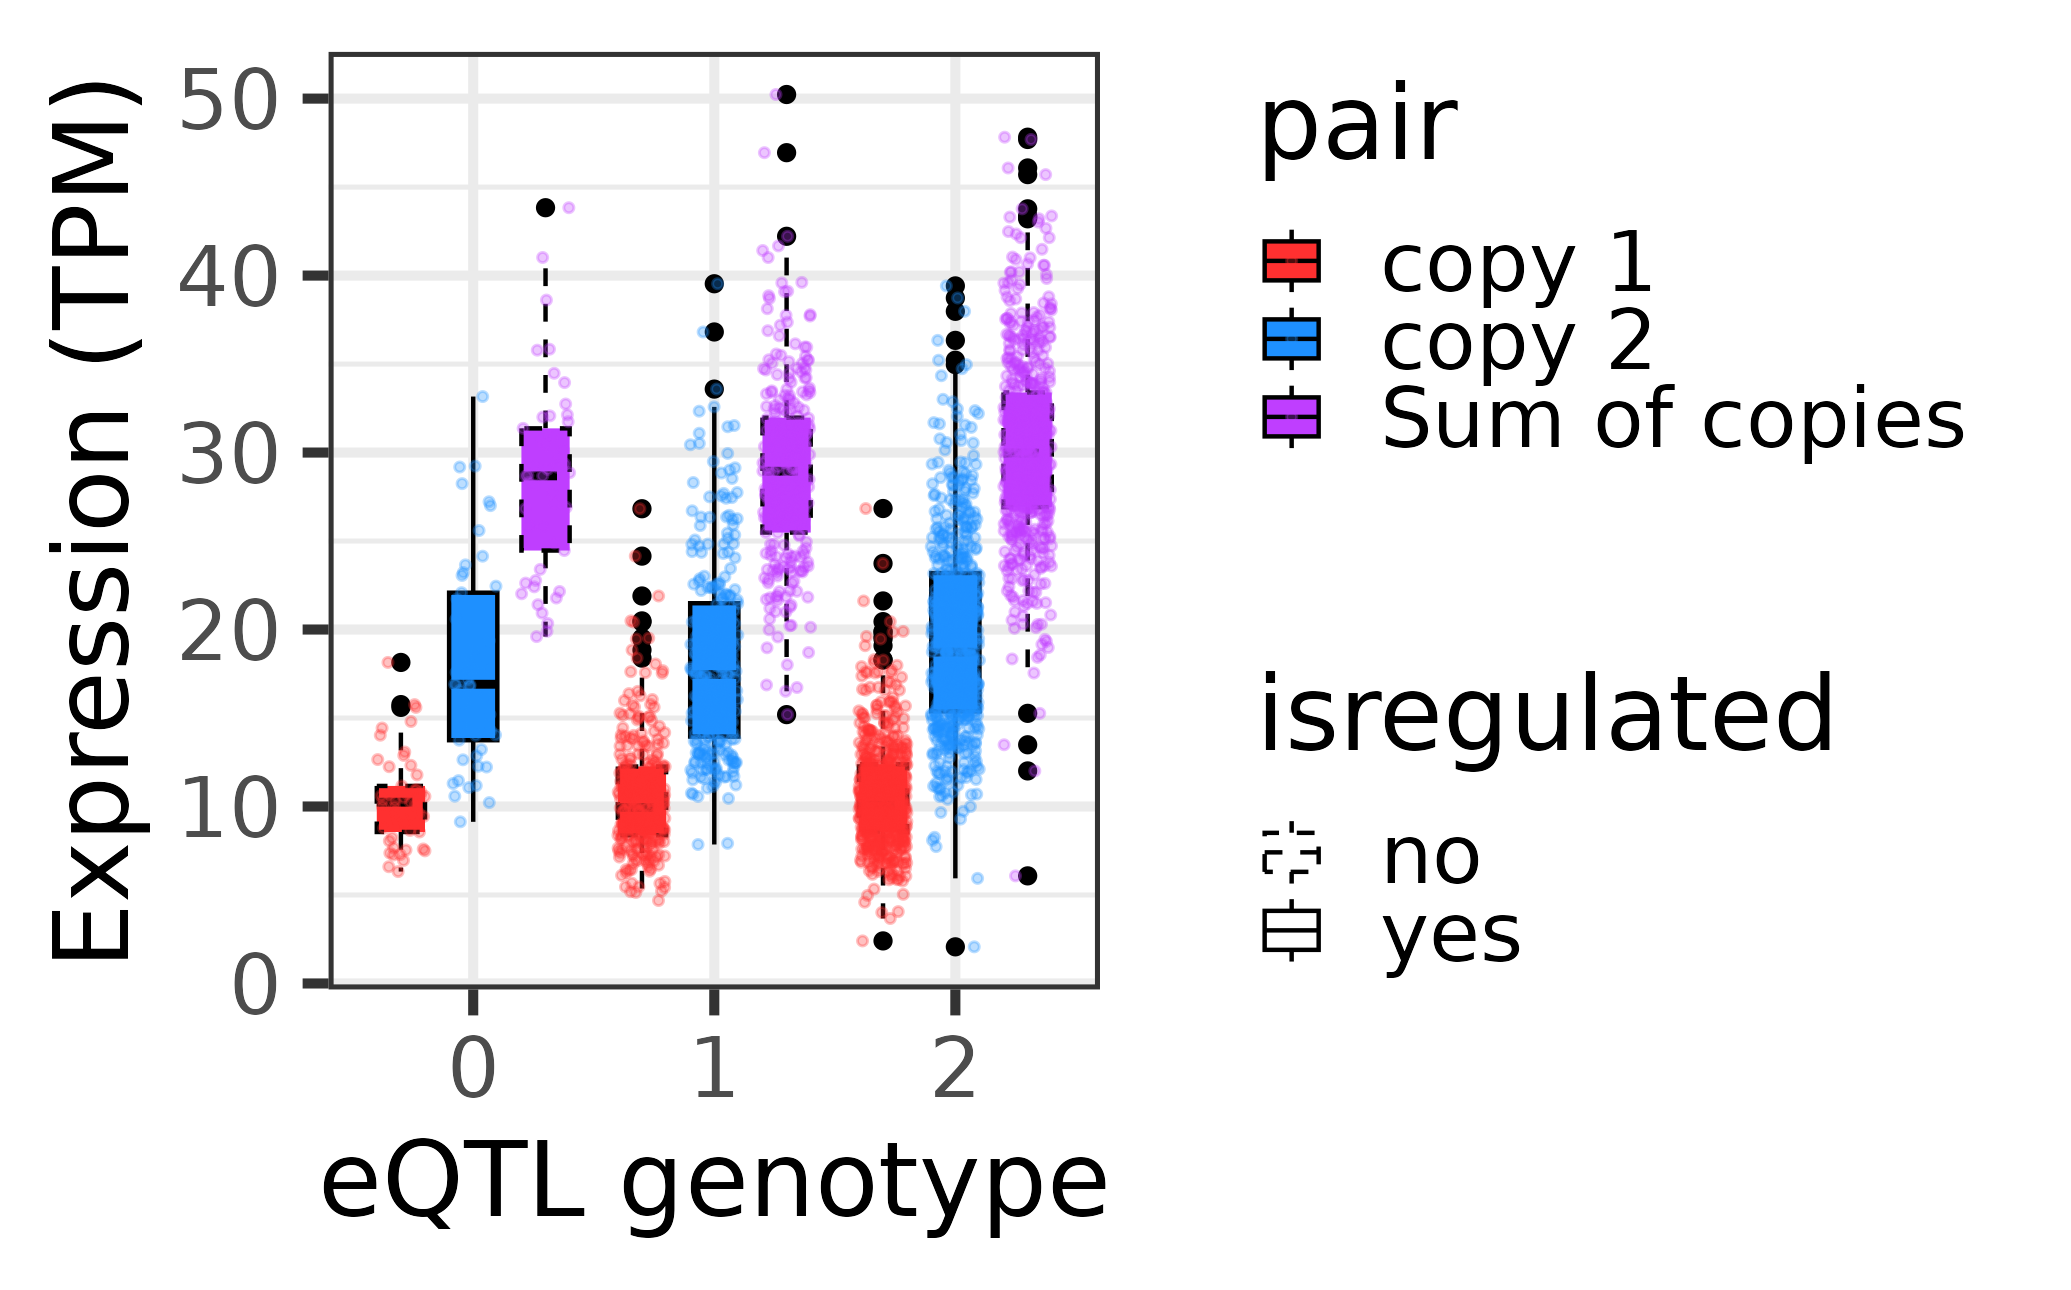 Expression (TPM)
50
40
30
20
10
0
0 1 2
eQTL genotype
pair
copy 1
copy 2
Sum of copies
isregulated
no
yes